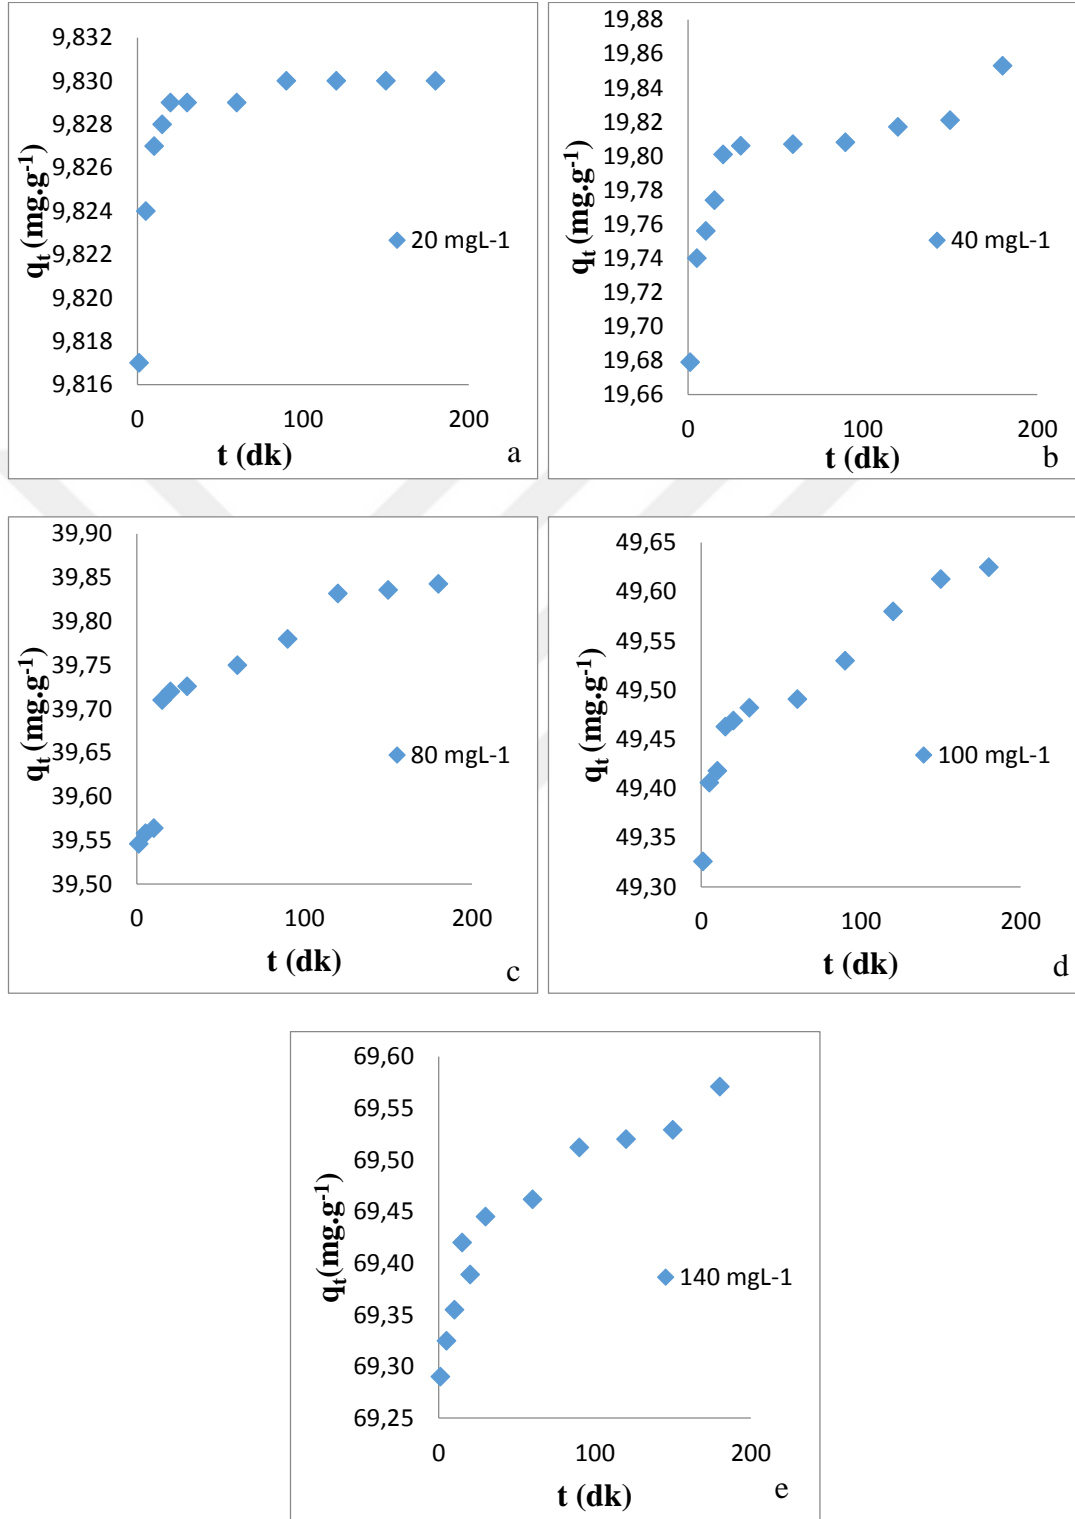 9,832
9,830
9,828
9,826
9,824
9,822
9,820
9,818
9,816
0 100 200
qt (mg.g-1)
t (dk)
20 mgL-1
a
19,88
19,86
19,84
19,82
19,80
19,78
19,76
19,74
19,72
19,70
19,68
19,66
0 100 200
qt (mg.g-1)
t (dk)
40 mgL-1
b
39,90
39,85
39,80
39,75
39,70
39,65
39,60
39,55
39,50
0 100 200
qt (mg.g-1)
t (dk)
80 mgL-1
c
49,65
49,60
49,55
49,50
49,45
49,40
49,35
49,30
0 100 200
qt (mg.g-1)
t (dk)
100 mgL-1
d
69,60
69,55
69,50
69,45
69,40
69,35
69,30
69,25
0 100 200
qt(mg.g-1)
t (dk)
140 mgL-1
e